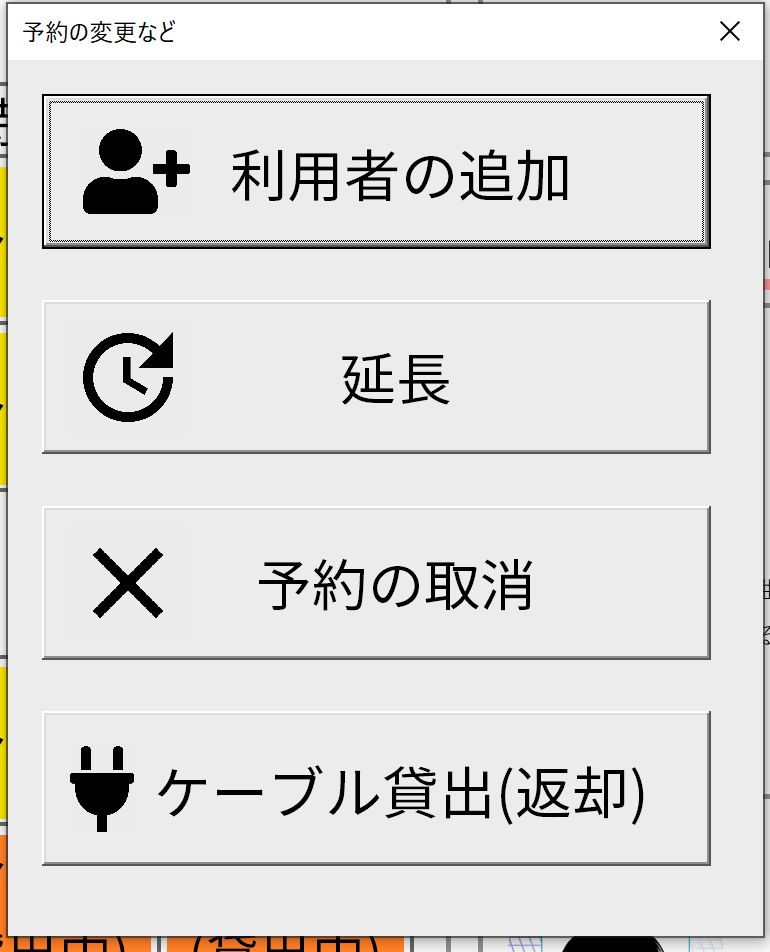 予約の変更など
利用者の追加
延長
予約の取消
ケーブル貸出(返却)